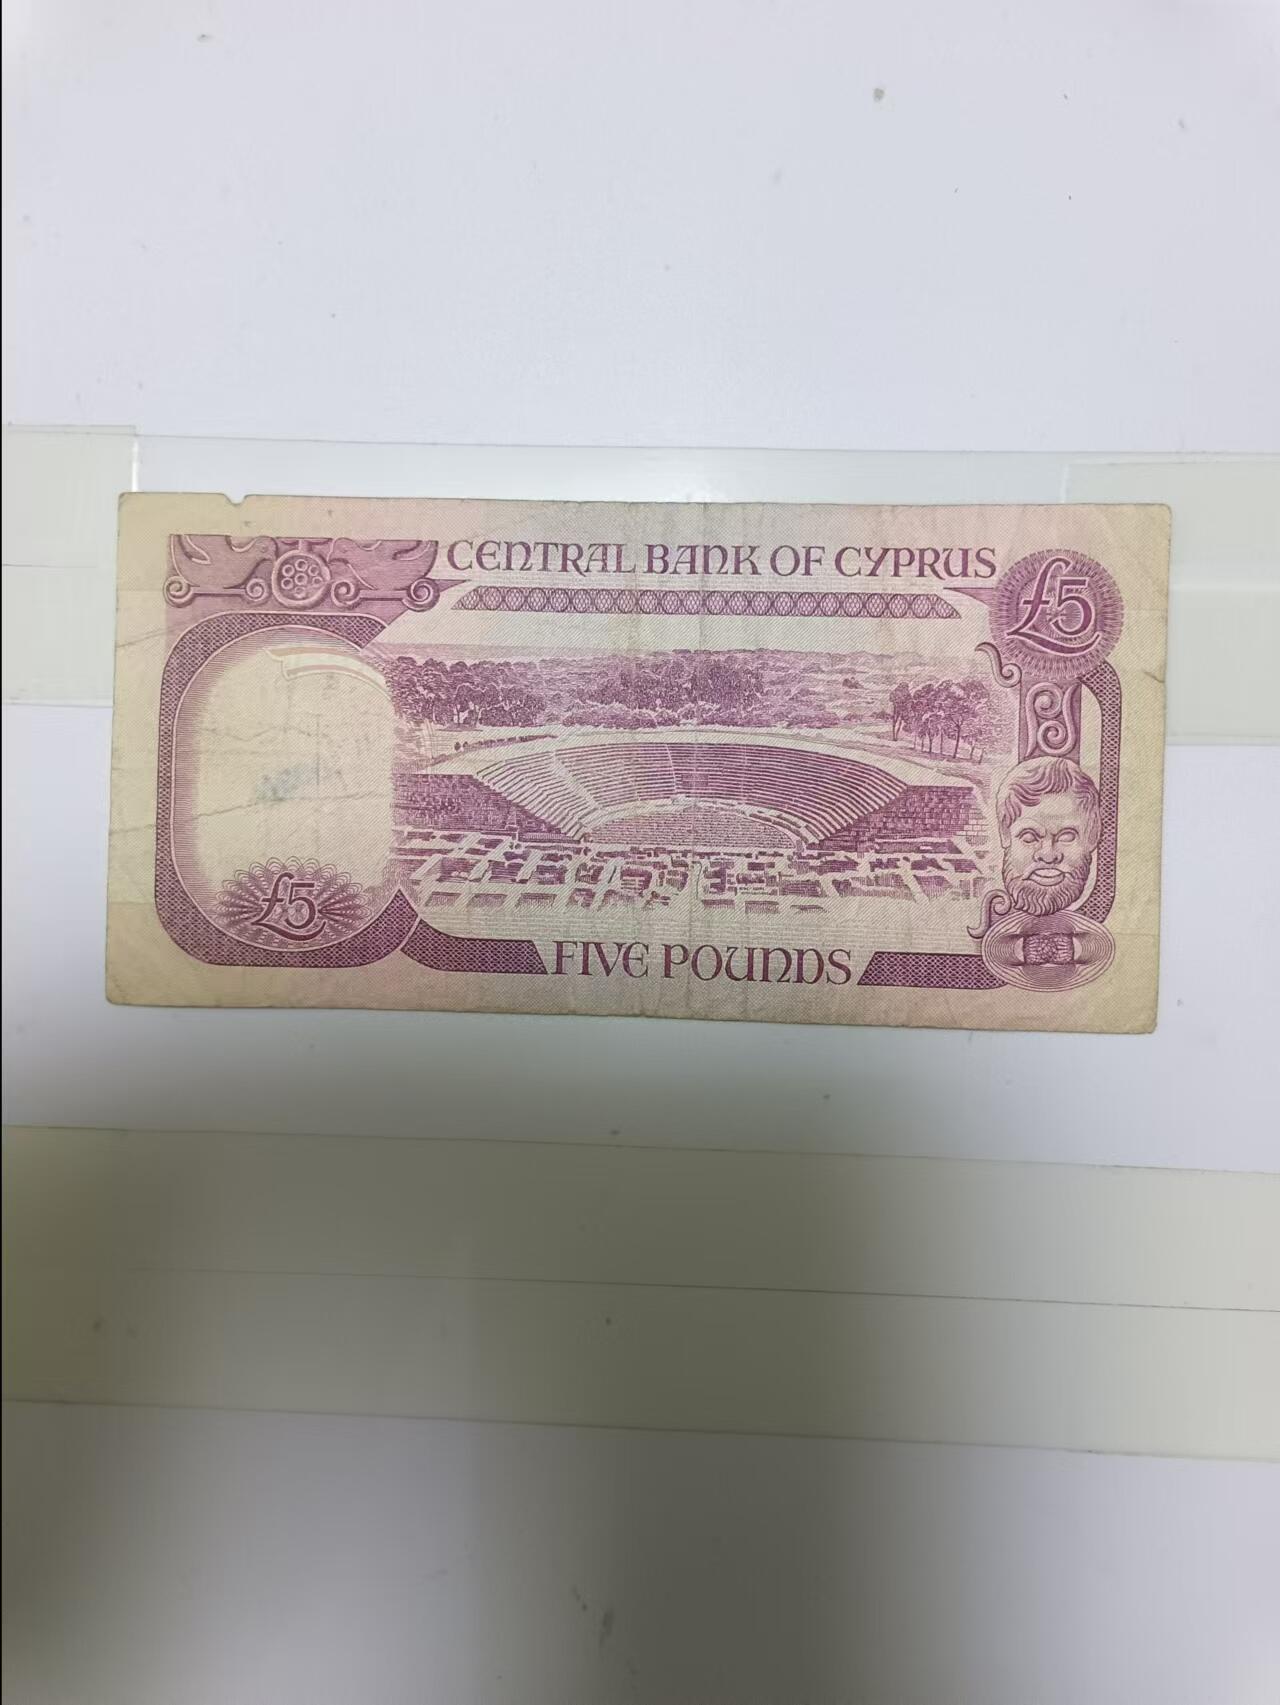 CENTRAL BANK OF CYPRUS
£5
£5
FIVE POUNDS